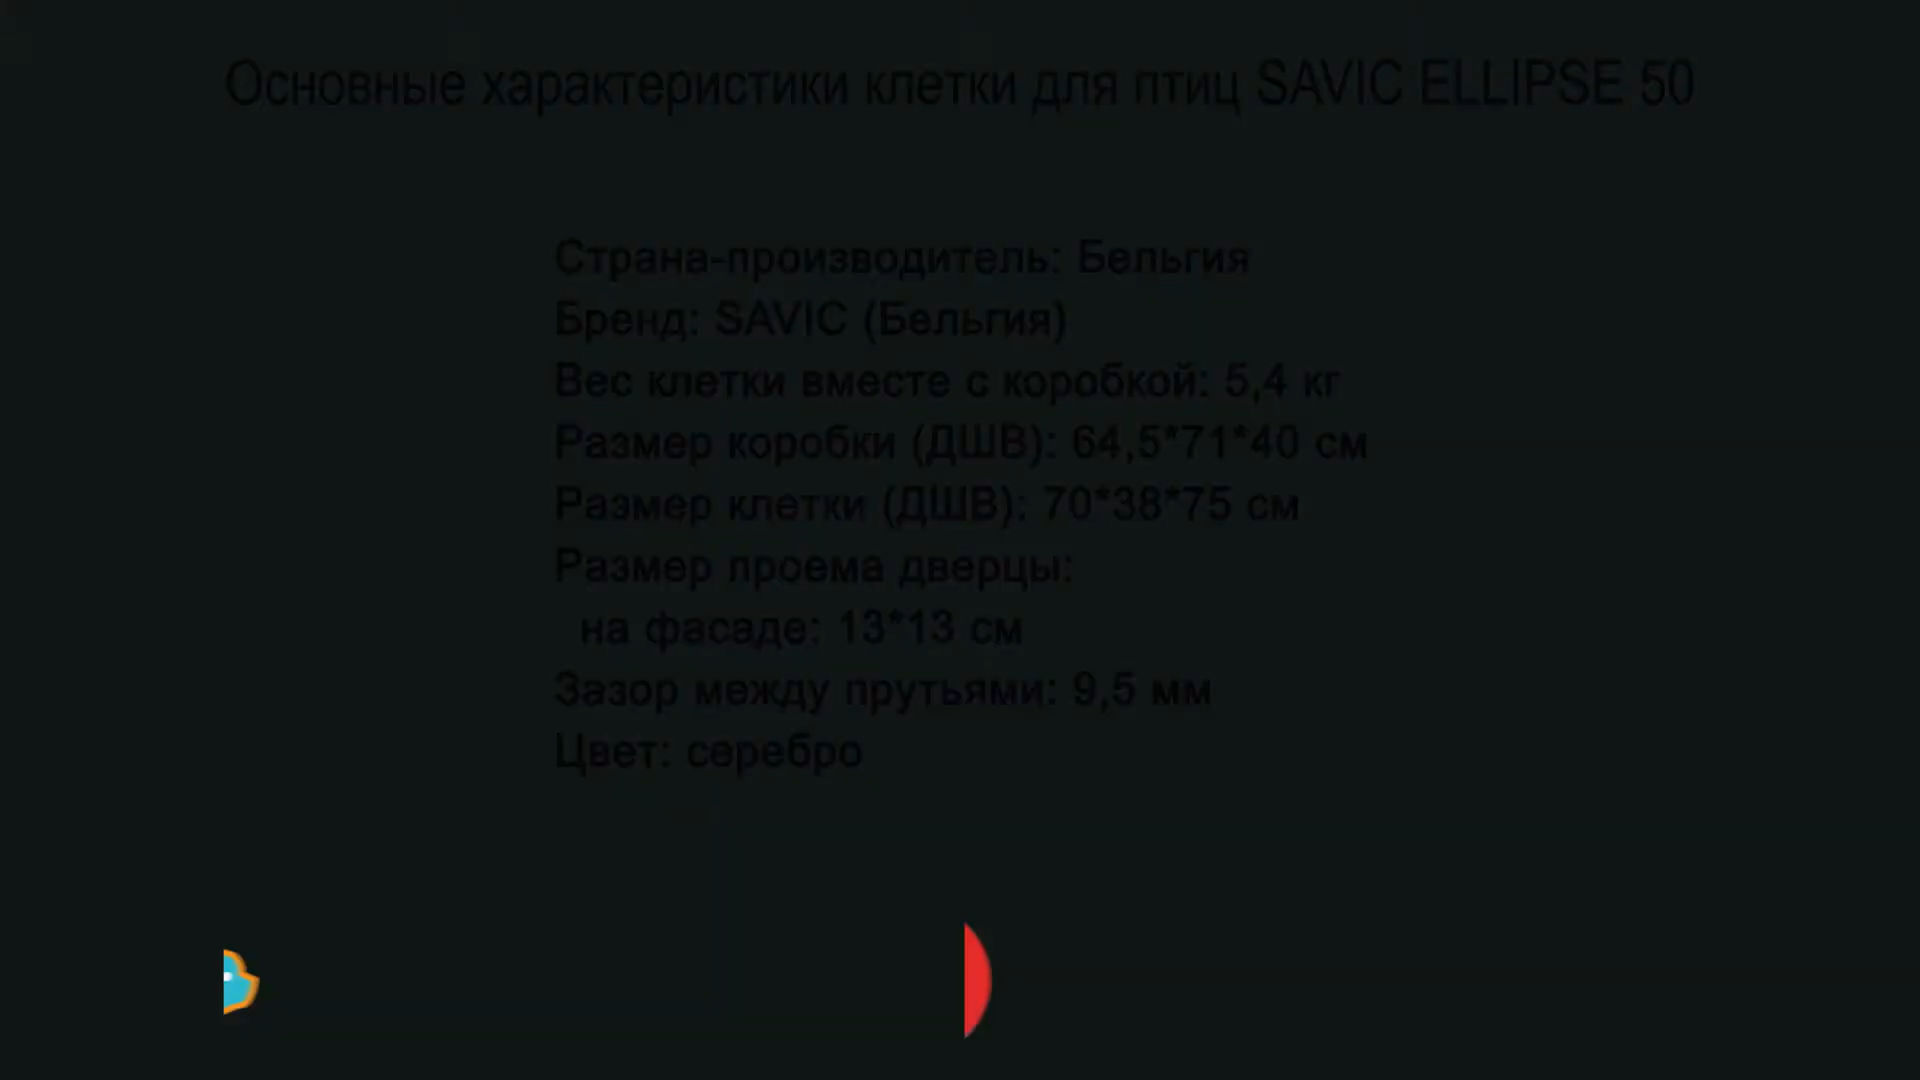 Основные характеристики клетки для птиц SAVIC ELLIPSE 50
Страна-производитель: Бельгия
Бренд: SAVIC (Бельгия)
Вес клетки вместе с коробкой: 5,4 кг
Размер коробки (ДШВ): 64,5*71*40 см
Размер клетки (ДШВ): 70*38*75 см
Размер проема дверцы:
на фасаде: 13*13 см
Зазор между прутьями: 9,5 мм
Цвет: серебро